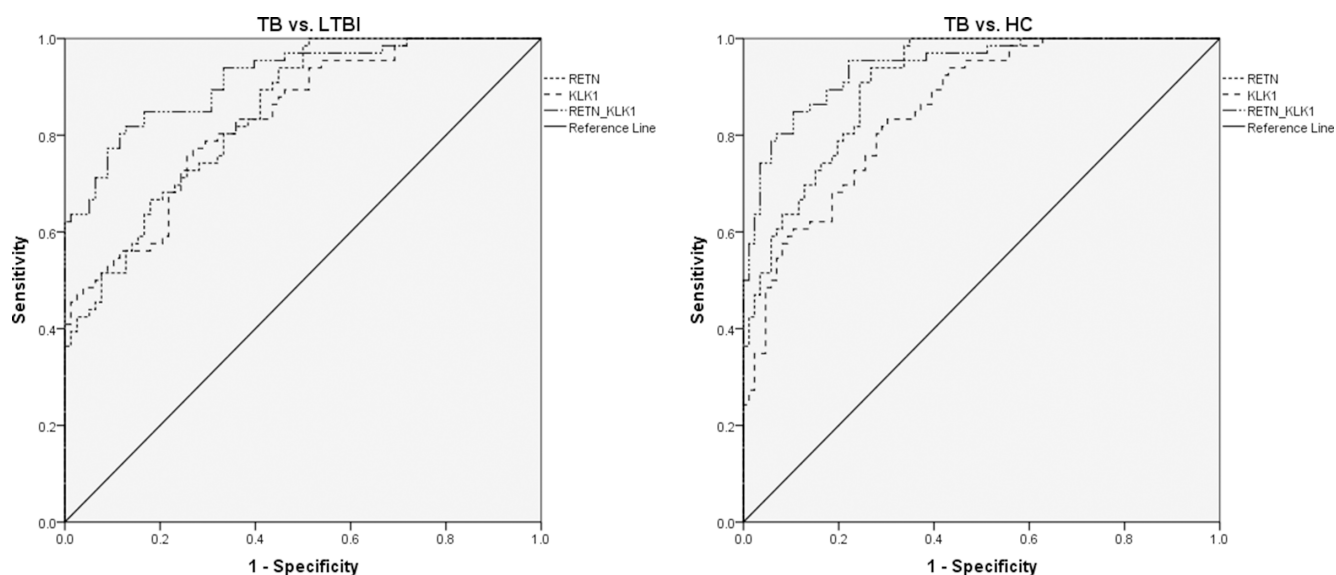 TB vs. LTBI
1.0
0.8
0.6
0.4
0.2
0.0
0.0 0.2 0.4 0.6 0.8 1.0
Sensitivity
1 - Specificity
RETN
KLK1
RETN_KLK1
Reference Line
TB vs. HC
1.0
0.8
0.6
0.4
0.2
0.0
0.0 0.2 0.4 0.6 0.8 1.0
Sensitivity
1 - Specificity
RETN
KLK1
RETN_KLK1
Reference Line